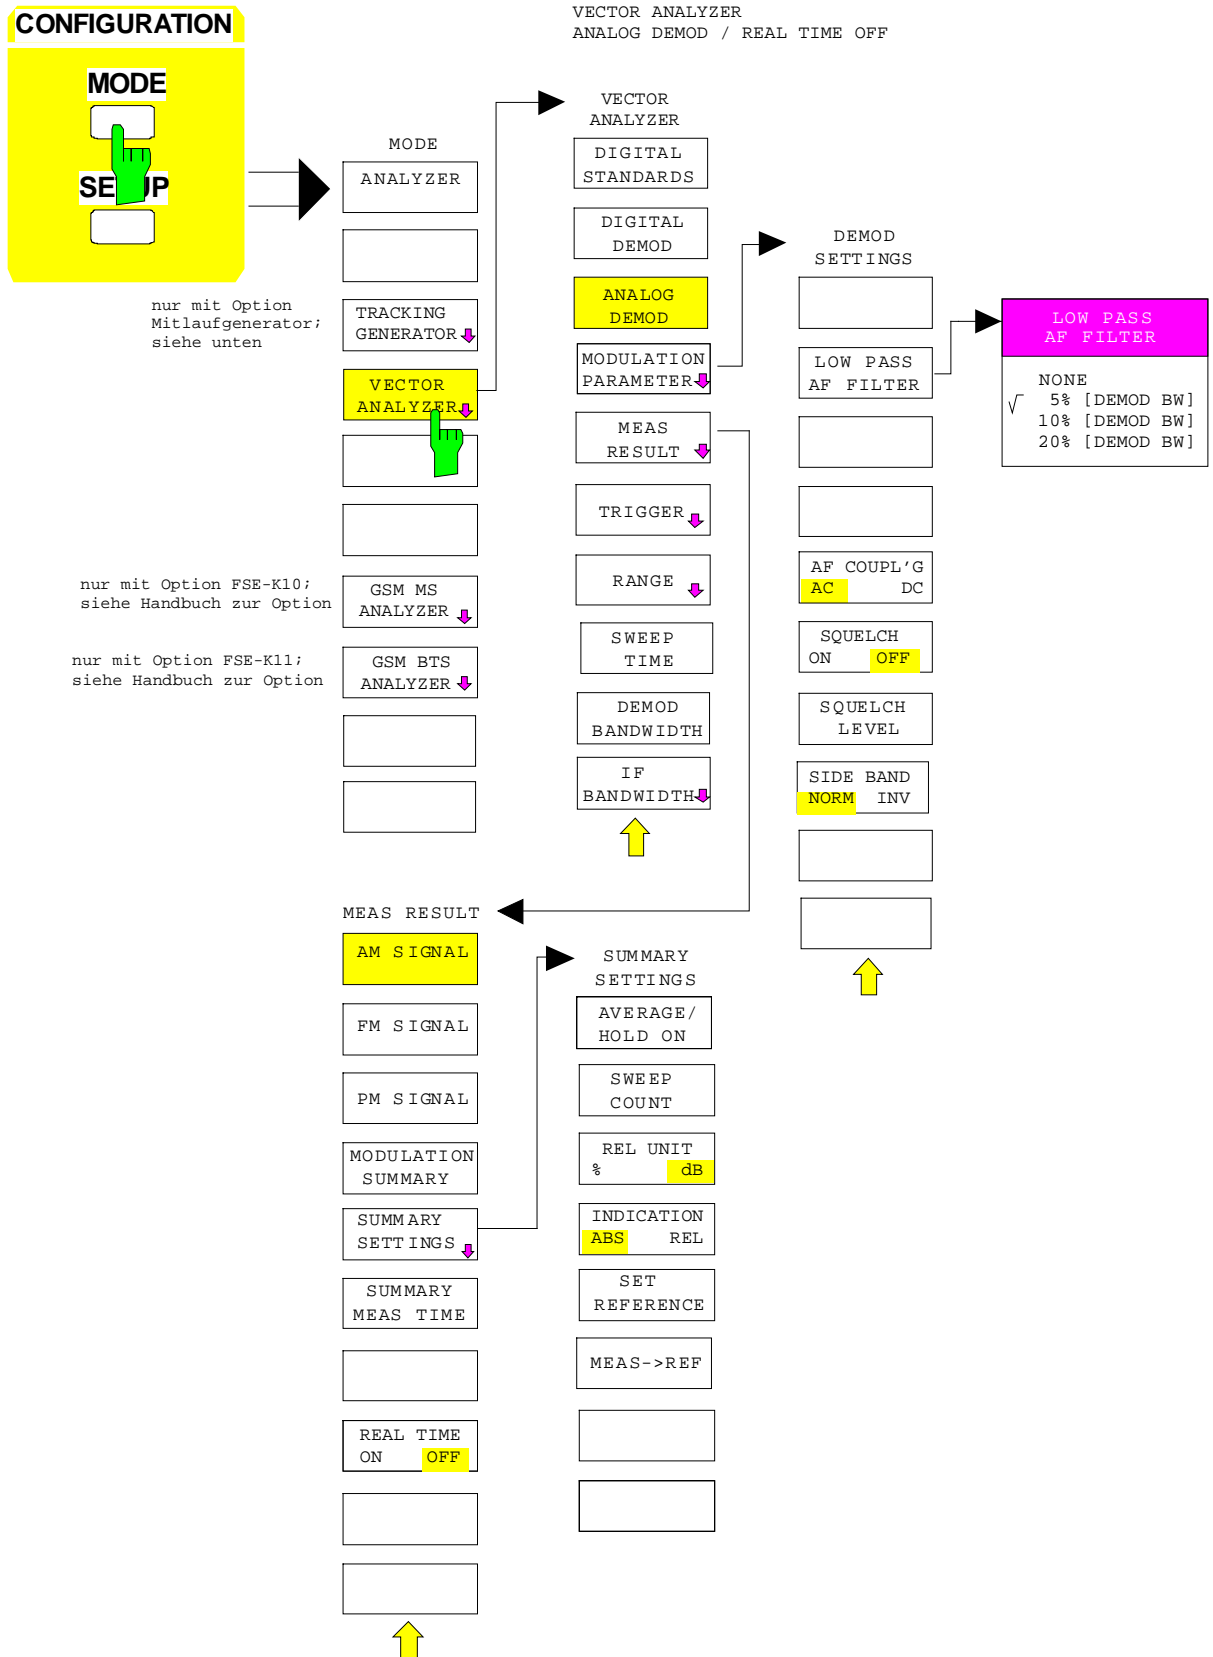 VECTOR ANALYZER
ANALOG DEMOD / REAL TIME OFF
CONFIGURATION
MODE
SETUP
MODE
ANALYZER
nur mit Option
Mitlaufgenerator;
siehe unten
TRACKING
GENERATOR
VECTOR
ANALYZER
nur mit Option FSE-K10;
siehe Handbuch zur Option
GSM MS
ANALYZER
nur mit Option FSE-K11;
siehe Handbuch zur Option
GSM BTS
ANALYZER
VECTOR
ANALYZER
DIGITAL
STANDARDS
DIGITAL
DEMOD
ANALOG
DEMOD
MODULATION
PARAMETER
MEAS
RESULT
TRIGGER
RANGE
SWEEP
TIME
DEMOD
BANDWIDTH
IF
BANDWIDTH
DEMOD
SETTINGS
LOW PASS
AF FILTER
AF COUPL'G
AC DC
SQUELCH
ON OFF
SQUELCH
LEVEL
SIDE BAND
NORM INV
LOW PASS
AF FILTER
NONE
√ 5% [DEMOD BW]
10% [DEMOD BW]
20% [DEMOD BW]
MEAS RESULT
AM SIGNAL
FM SIGNAL
PM SIGNAL
MODULATION
SUMMARY
SUMMARY
SETTINGS
SUMMARY
MEAS TIME
REAL TIME
ON OFF
SUMMARY
SETTINGS
AVERAGE/
HOLD ON
SWEEP
COUNT
REL UNIT
% dB
INDICATION
ABS REL
SET
REFERENCE
MEAS->REF